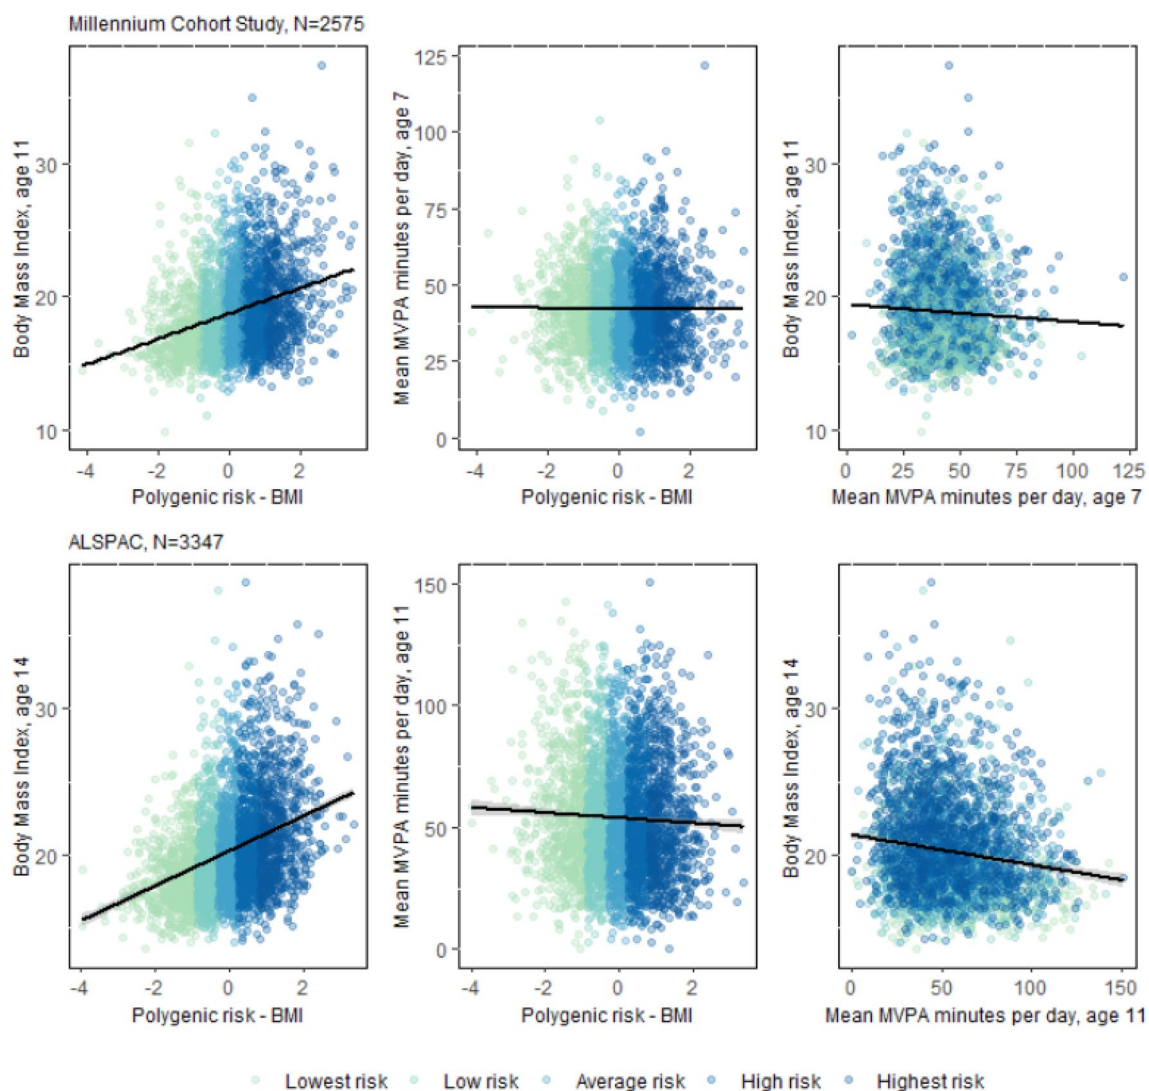 Millennium Cohort Study, N=2575
Body Mass Index, age 11
30
20
10
-4 -2 0 2
Polygenic risk - BMI
Mean MVPA minutes per day, age 7
125
100
75
50
25
0
-4 -2 0 2
Polygenic risk - BMI
Body Mass Index, age 11
30
20
10
0 25 50 75 100 125
Mean MVPA minutes per day, age 7
ALSPAC, N=3347
Body Mass Index, age 14
30
20
-4 -2 0 2
Polygenic risk - BMI
Mean MVPA minutes per day, age 11
150
100
50
0
-4 -2 0 2
Polygenic risk - BMI
Body Mass Index, age 14
30
20
0 50 100 150
Mean MVPA minutes per day, age 11
Lowest risk Low risk Average risk High risk Highest risk